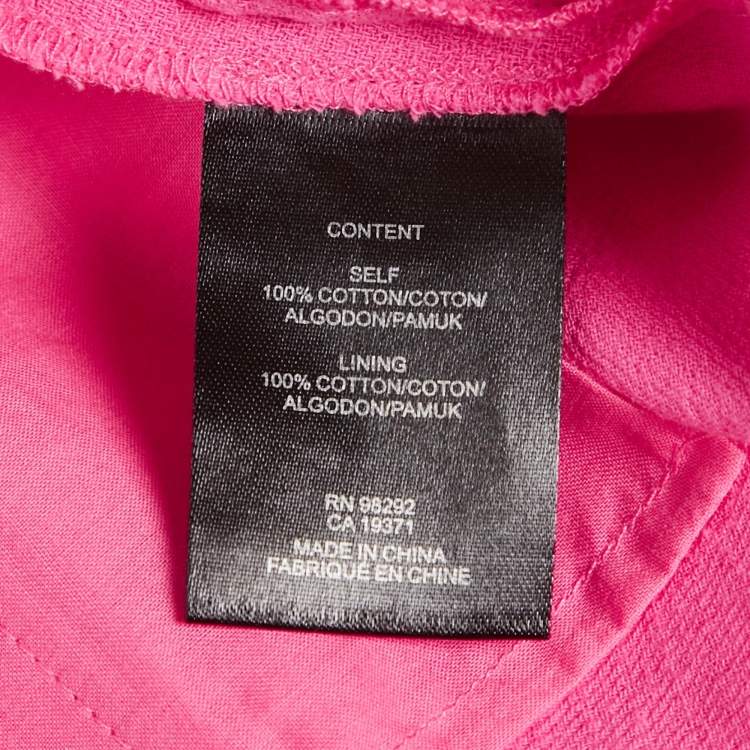 CONTENT
SELF
100% COTTON/COTON/
ALGODON/PAMUK
LINING
100% COTTON/COTON/
ALGODON/PAMUK
RN 98292
CA 19371
MADE IN CHINA
FABRIQUE EN CHINE